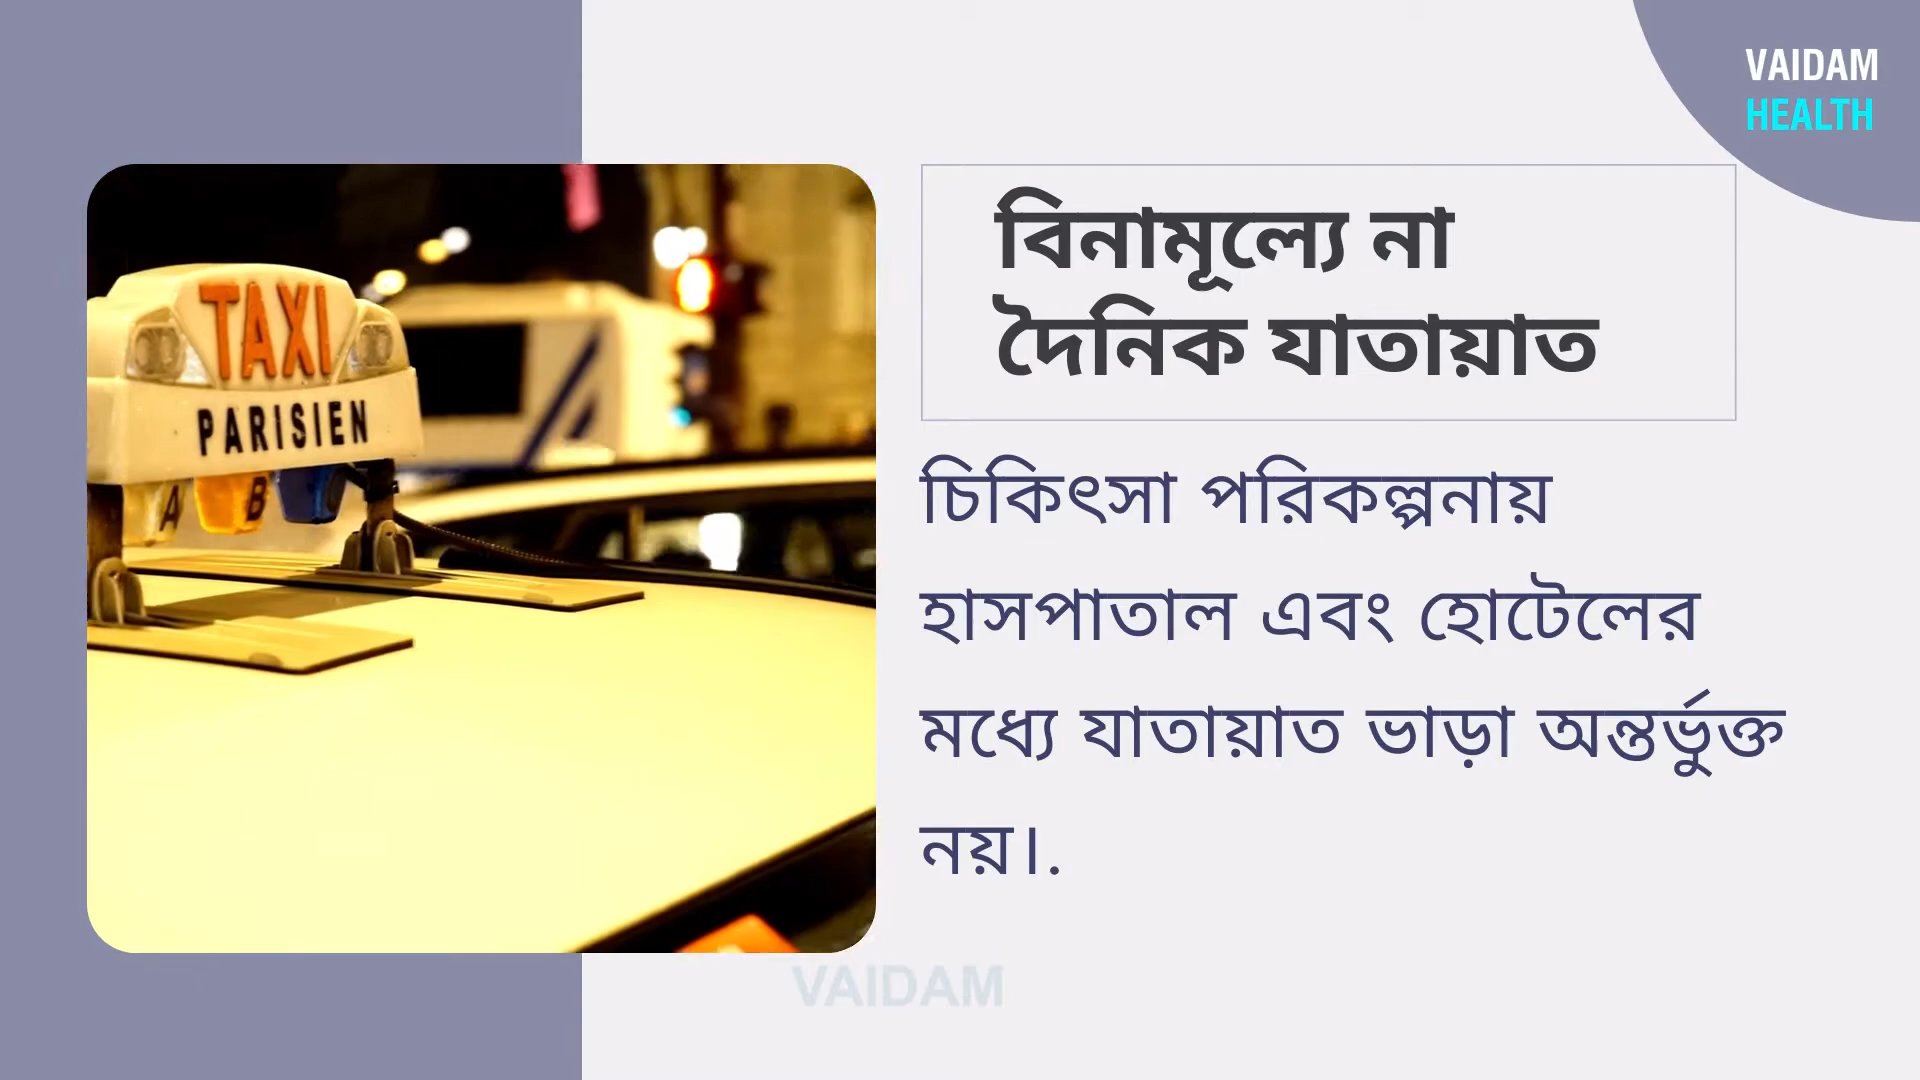 VAIDAM
HEALTH
TAXI
PARISIEN
A
B
বিনামূল্যে না
দৈনিক যাতায়াত
চিকিৎসা পরিকল্পনায়
হাসপাতাল এবং হোটেলের
মধ্যে যাতায়াত ভাড়া অন্তর্ভুক্ত
নয়।.
VAIDAM